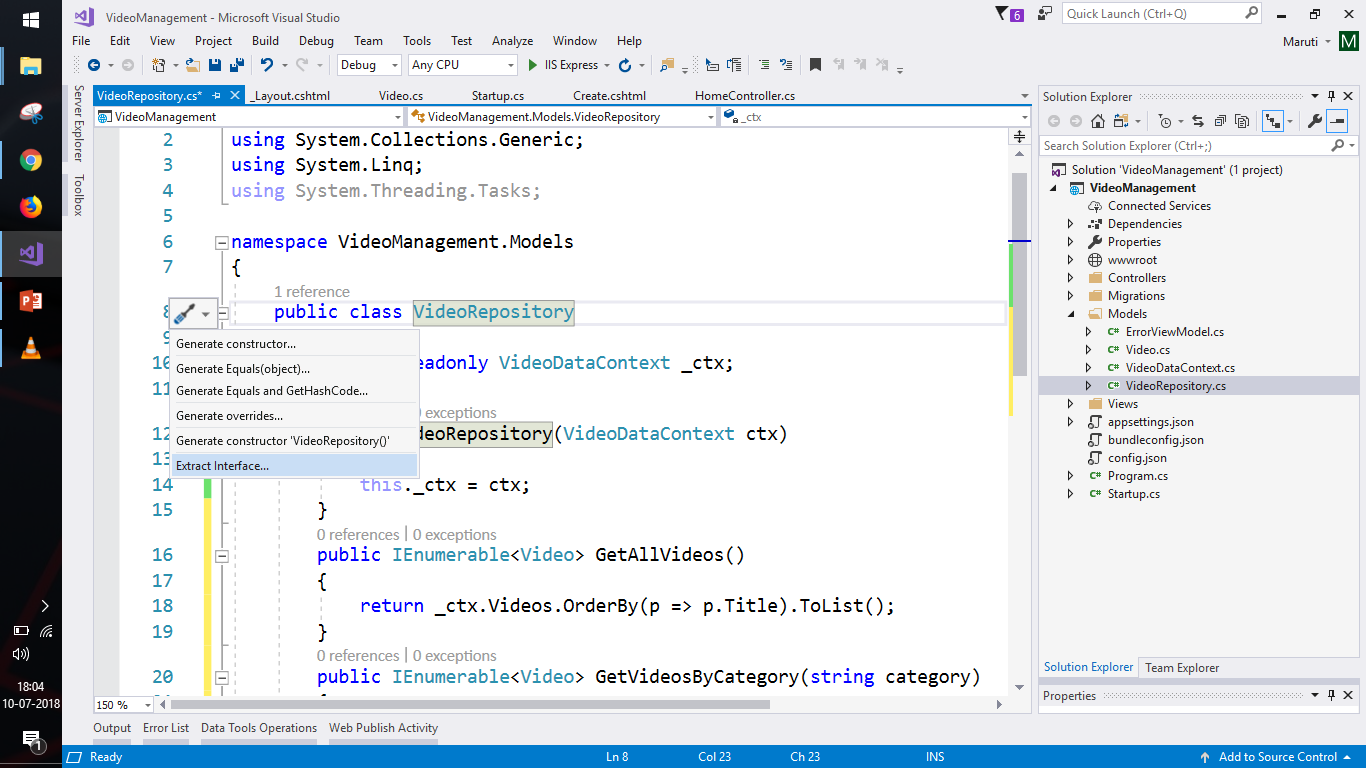 VideoManagement - Microsoft Visual Studio
6
Quick Launch (Ctrl+Q)
File Edit View Project Build Debug Team Tools Test Analyze Window Help
Maruti M
Debug Any CPU IIS Express
Server Explorer
Toolbox
VideoRepository.cs* _Layout.cshtml Video.cs Startup.cs Create.cshtml HomeController.cs
VideoManagement VideoManagement.Models.VideoRepository _ctx
2 using System.Collections.Generic;
3 using System.Linq;
4 using System.Threading.Tasks;
5
6 namespace VideoManagement.Models
7 {
1 reference
8 public class VideoRepository
9
Generate constructor...
Generate Equals(object)...
Generate Equals and GetHashCode...
Generate overrides...
Generate constructor 'VideoRepository()'
Extract Interface...
10 eadonly VideoDataContext _ctx;
11
exceptions
12 deoRepository(VideoDataContext ctx)
13
14 this._ctx = ctx;
15 }
0 references | 0 exceptions
16 public IEnumerable<Video> GetAllVideos()
17 {
18 return _ctx.Videos.OrderBy(p => p.Title).ToList();
19 }
0 references | 0 exceptions
20 public IEnumerable<Video> GetVideosByCategory(string category)
150 %
Solution Explorer
Search Solution Explorer (Ctrl+;)
Solution 'VideoManagement' (1 project)
VideoManagement
Connected Services
Dependencies
Properties
wwwroot
Controllers
Migrations
Models
C# ErrorViewModel.cs
C# Video.cs
C# VideoDataContext.cs
C# VideoRepository.cs
Views
appsettings.json
bundleconfig.json
config.json
C# Program.cs
C# Startup.cs
Solution Explorer Team Explorer
Properties
Output Error List Data Tools Operations Web Publish Activity
Ready Ln 8 Col 23 Ch 23 INS Add to Source Control
18:04
10-07-2018
1